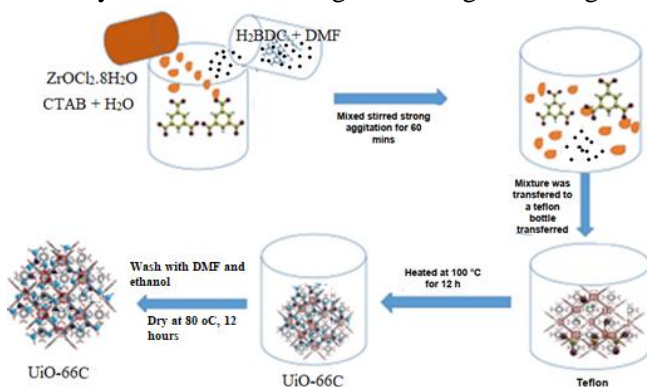 H2BDC + DMF
ZrOCl2.8H2O
CTAB + H2O
Mixed stirred strong
aggitation for 60
mins
Mixture was
transfered to
a teflon
bottle
transferred
Teflon
Heated at 100 °C
for 12 h
UiO-66C
Wash with DMF and
ethanol
Dry at 80 oC, 12
hours
UiO-66C